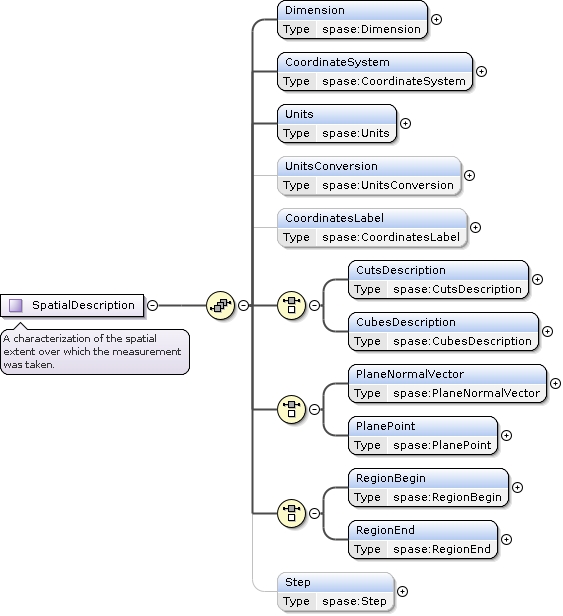 Dimension
Type spase:Dimension
CoordinateSystem
Type spase:CoordinateSystem
Units
Type spase:Units
UnitsConversion
Type spase:UnitsConversion
CoordinatesLabel
Type spase:CoordinatesLabel
SpatialDescription
A characterization of the spatial
extent over which the measurement
was taken.
CutsDescription
Type spase:CutsDescription
CubesDescription
Type spase:CubesDescription
PlaneNormalVector
Type spase:PlaneNormalVector
PlanePoint
Type spase:PlanePoint
RegionBegin
Type spase:RegionBegin
RegionEnd
Type spase:RegionEnd
Step
Type spase:Step